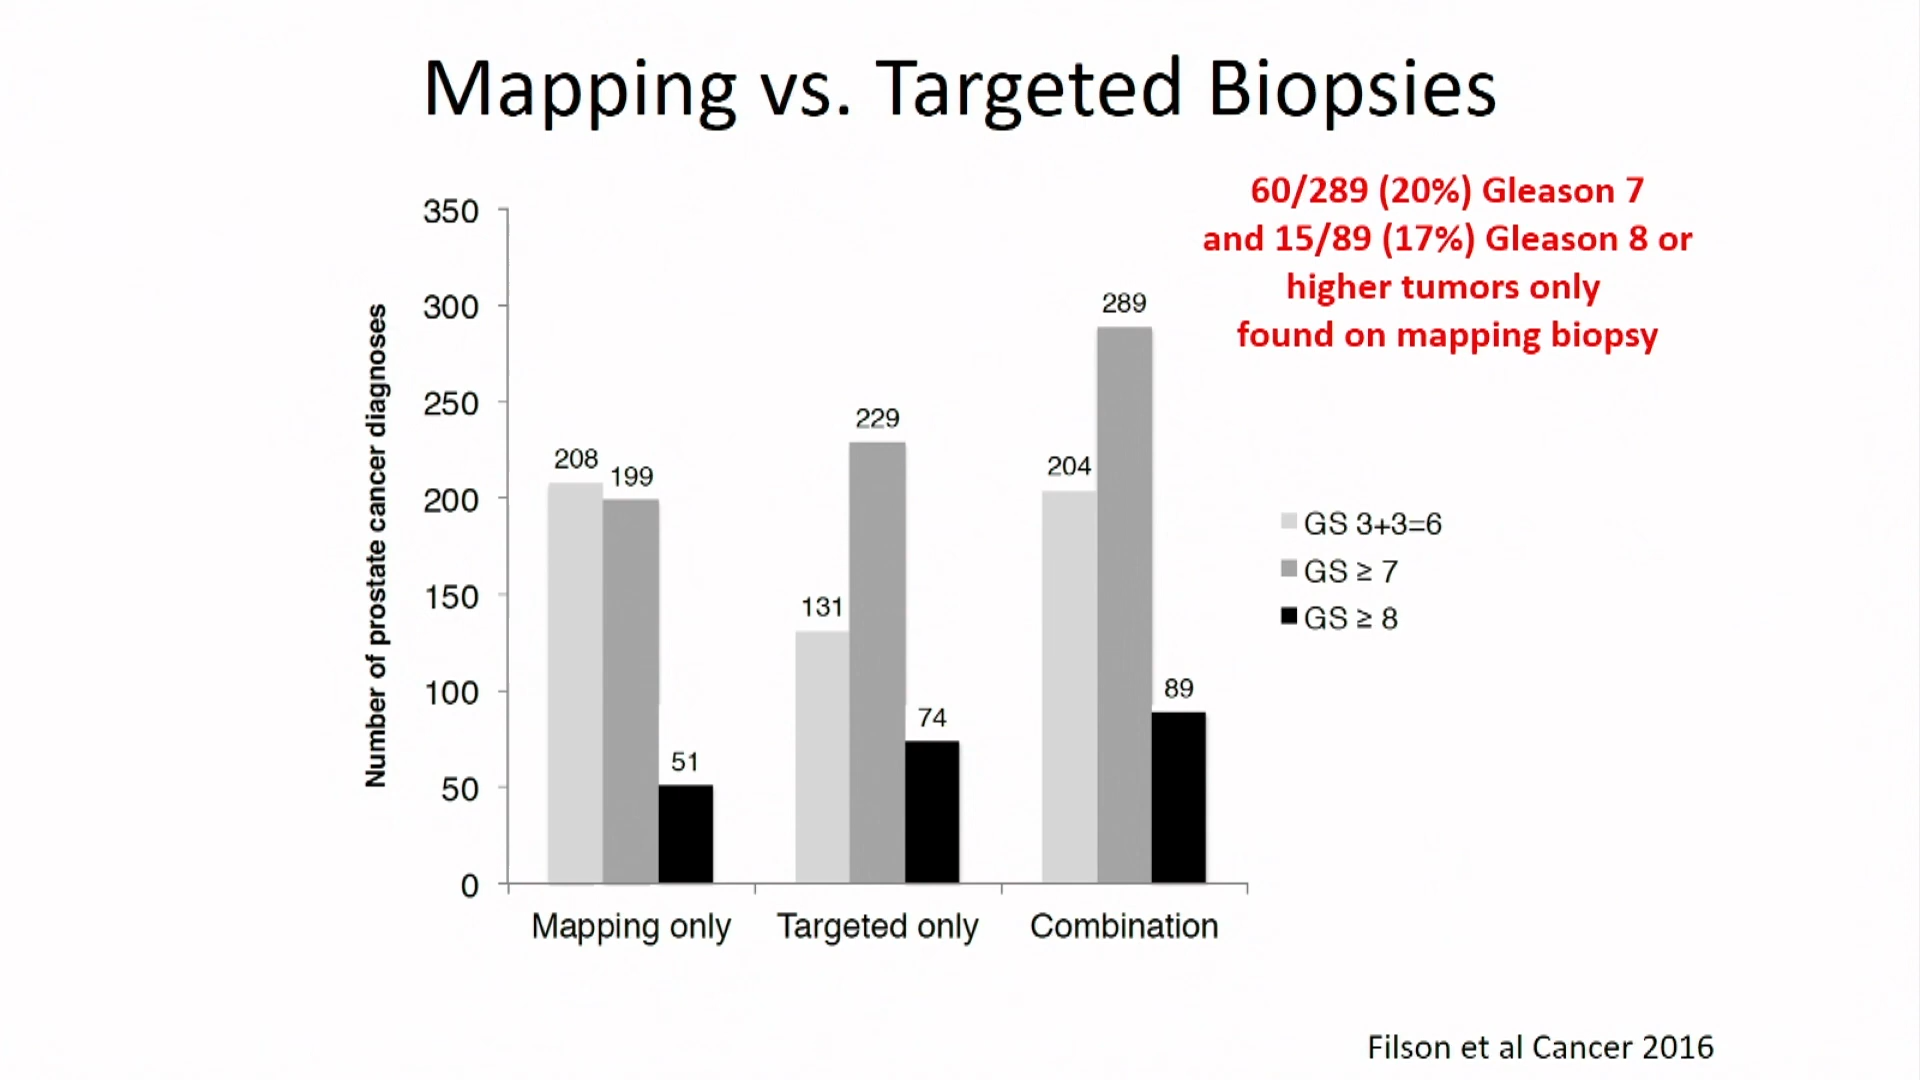 Mapping vs. Targeted Biopsies
60/289 (20%) Gleason 7
and 15/89 (17%) Gleason 8 or
higher tumors only
found on mapping biopsy
Number of prostate cancer diagnoses
350
300
250
200
150
100
50
0
208
199
51
131
229
74
204
289
89
Mapping only
Targeted only
Combination
GS 3+3=6
GS ≥ 7
GS ≥ 8
Filson et al Cancer 2016